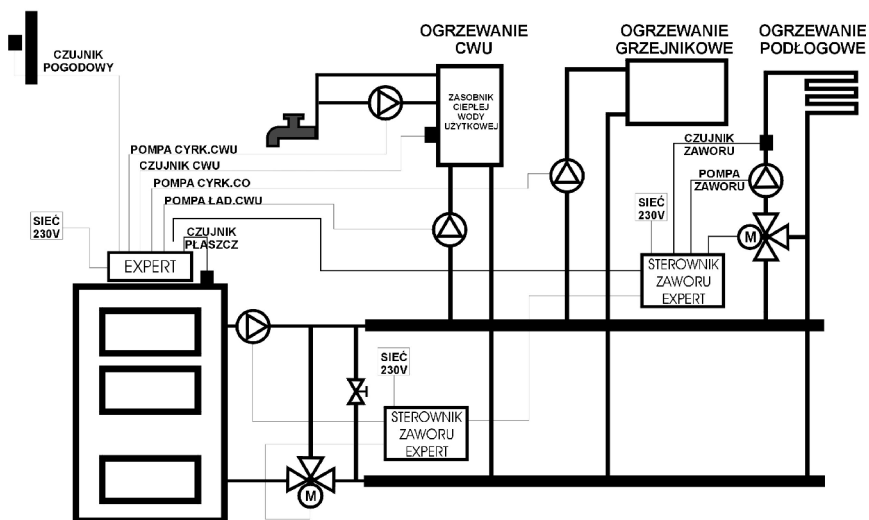 OGRZEWANIE
CWU
OGRZEWANIE
GRZEJNIKOWE
OGRZEWANIE
PODŁOGOWE
CZUJNIK
POGODOWY
ZASOBNIK
CIEPŁEJ
WODY
UŻYTKOWEJ
POMPA CYRK.CWU
CZUJNIK CWU
POMPA CYRK.CO
POMPA ŁAD.CWU
CZUJNIK
PŁASZCZ
SIEĆ
230V
EXPERT
CZUJNIK
ZAWORU
POMPA
ZAWORU
SIEĆ
230V
M
STEROWNIK
ZAWORU
EXPERT
SIEĆ
230V
STEROWNIK
ZAWORU
EXPERT
M